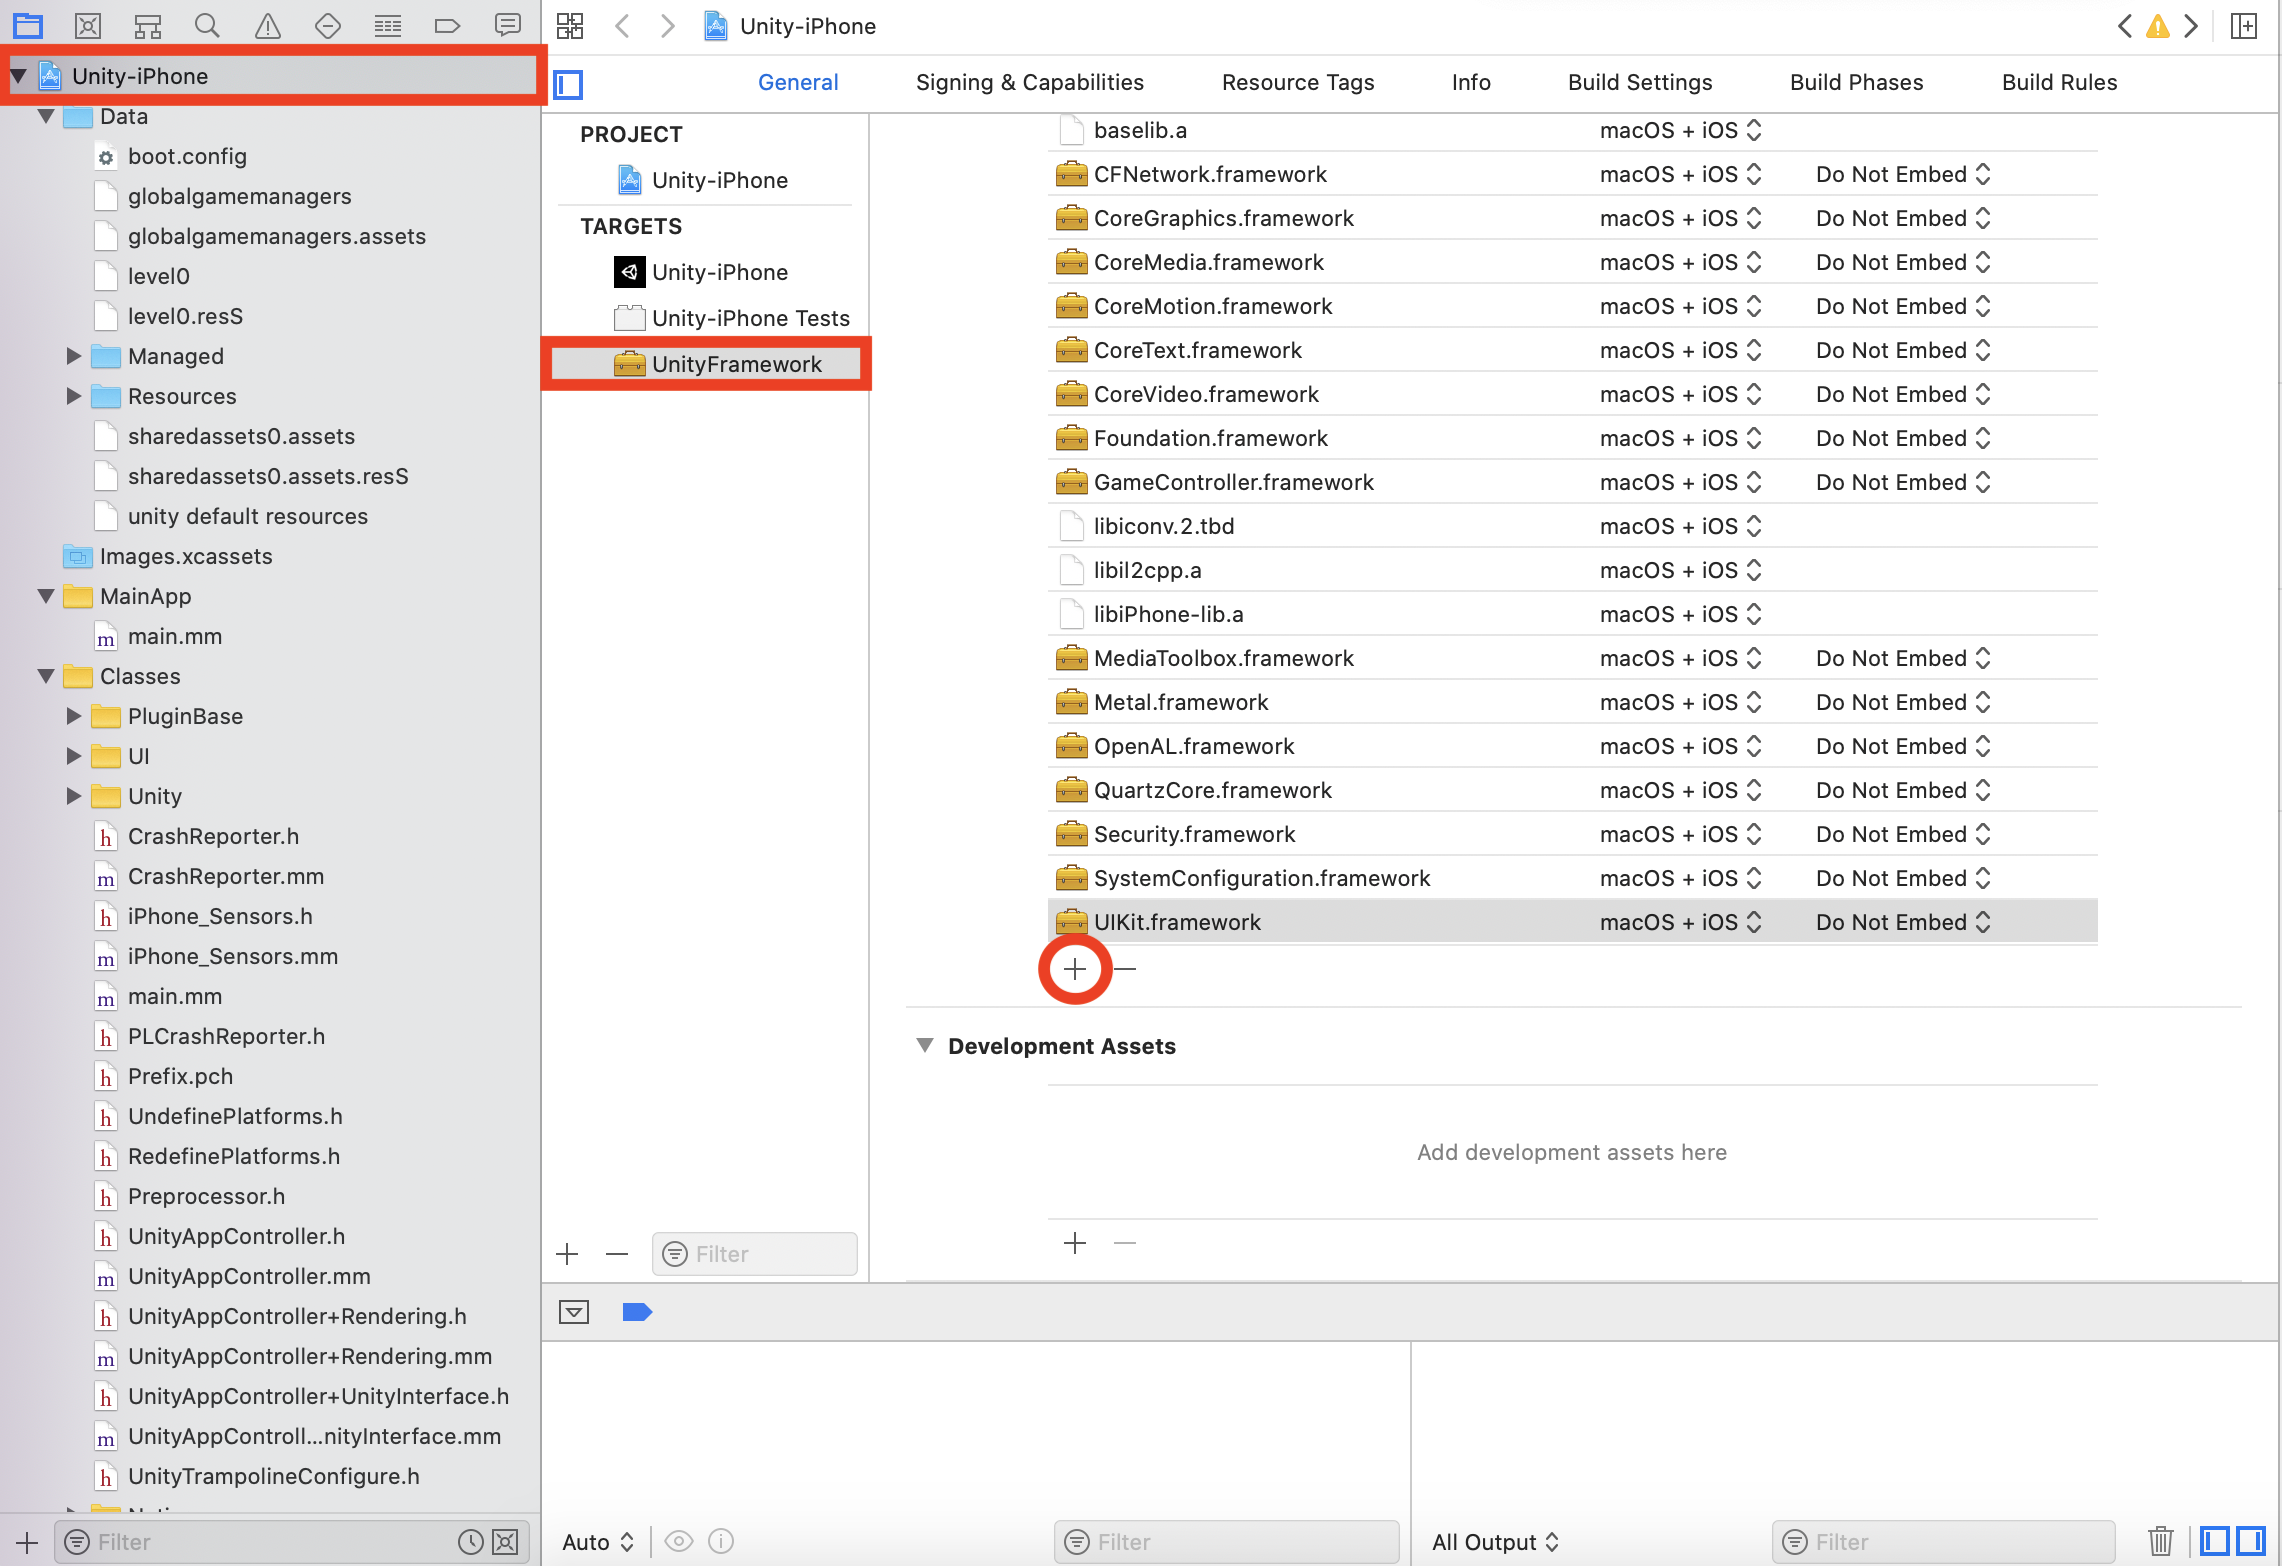 Unity-iPhone
Data
boot.config
globalgamemanagers
globalgamemanagers.assets
level0
level0.resS
Managed
Resources
sharedassets0.assets
sharedassets0.assets.resS
unity default resources
Images.xcassets
MainApp
main.mm
Classes
PluginBase
UI
Unity
CrashReporter.h
CrashReporter.mm
iPhone_Sensors.h
iPhone_Sensors.mm
main.mm
PLCrashReporter.h
Prefix.pch
UndefinePlatforms.h
RedefinePlatforms.h
Preprocessor.h
UnityAppController.h
UnityAppController.mm
UnityAppController+Rendering.h
UnityAppController+Rendering.mm
UnityAppController+UnityInterface.h
UnityAppControll...nityInterface.mm
UnityTrampolineConfigure.h
Filter
Unity-iPhone
General Signing & Capabilities Resource Tags Info Build Settings Build Phases Build Rules
PROJECT
Unity-iPhone
TARGETS
Unity-iPhone
Unity-iPhone Tests
UnityFramework
Filter
baselib.a macOS + iOS
CFNetwork.framework macOS + iOS Do Not Embed
CoreGraphics.framework macOS + iOS Do Not Embed
CoreMedia.framework macOS + iOS Do Not Embed
CoreMotion.framework macOS + iOS Do Not Embed
CoreText.framework macOS + iOS Do Not Embed
CoreVideo.framework macOS + iOS Do Not Embed
Foundation.framework macOS + iOS Do Not Embed
GameController.framework macOS + iOS Do Not Embed
libiconv.2.tbd macOS + iOS
libil2cpp.a macOS + iOS
libiPhone-lib.a macOS + iOS
MediaToolbox.framework macOS + iOS Do Not Embed
Metal.framework macOS + iOS Do Not Embed
OpenAL.framework macOS + iOS Do Not Embed
QuartzCore.framework macOS + iOS Do Not Embed
Security.framework macOS + iOS Do Not Embed
SystemConfiguration.framework macOS + iOS Do Not Embed
UIKit.framework macOS + iOS Do Not Embed
Development Assets
Add development assets here
Auto Filter All Output Filter